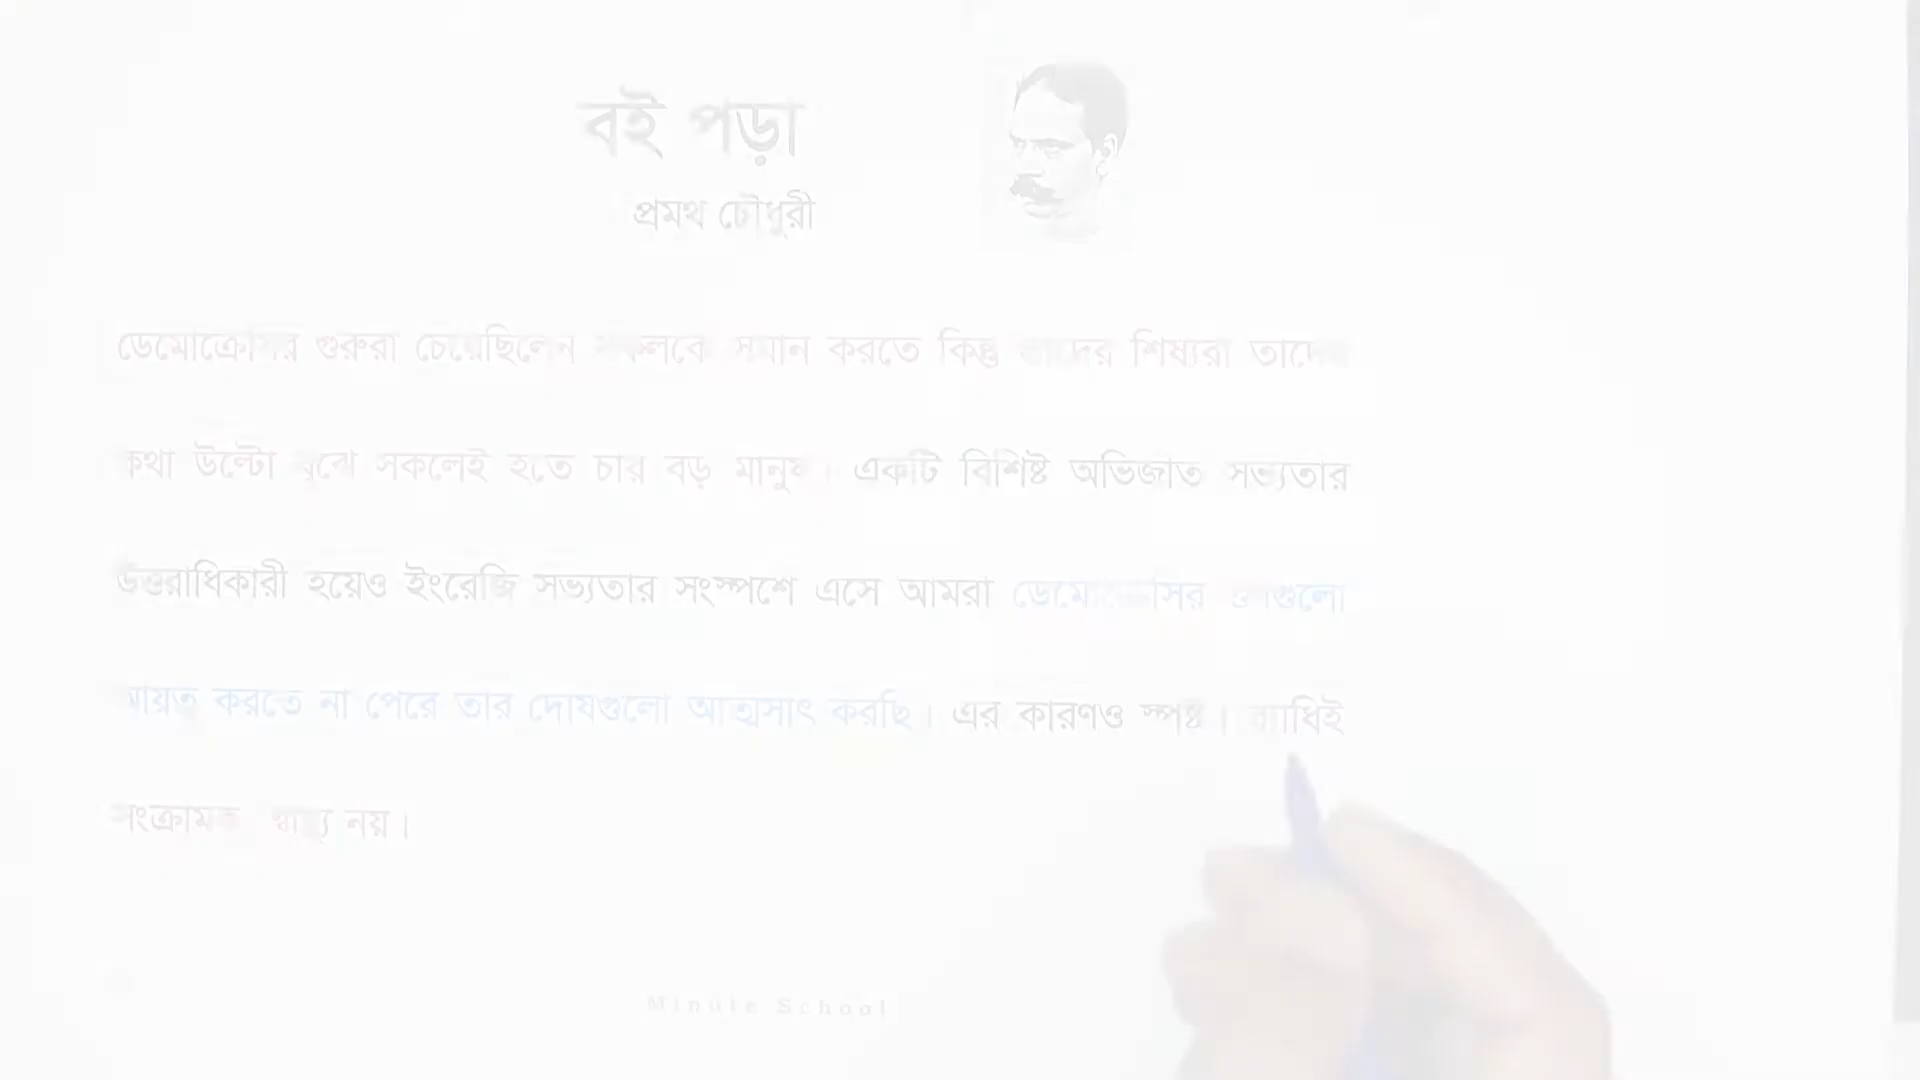 বই পড়া
প্রমথ চৌধুরী
ডেমোক্রেসির গুরুরা চেয়েছিলেন সকলকে সমান করতে কিন্তু তাদের শিষ্যরা তাদের
কথা উল্টো বুঝে সকলেই হতে চায় বড় মানুষ। একটি বিশিষ্ট অভিজাত সভ্যতার
উত্তরাধিকারী হয়েও ইংরেজি সভ্যতার সংস্পর্শে এসে আমরা ডেমোক্রেসির গুণগুলো
আয়ত্ত করতে না পেরে তার দোষগুলো আত্মসাৎ করছি। এর কারণও স্পষ্ট। ব্যাধিই
সংক্রামক স্বাস্থ্য নয়।
Minute School